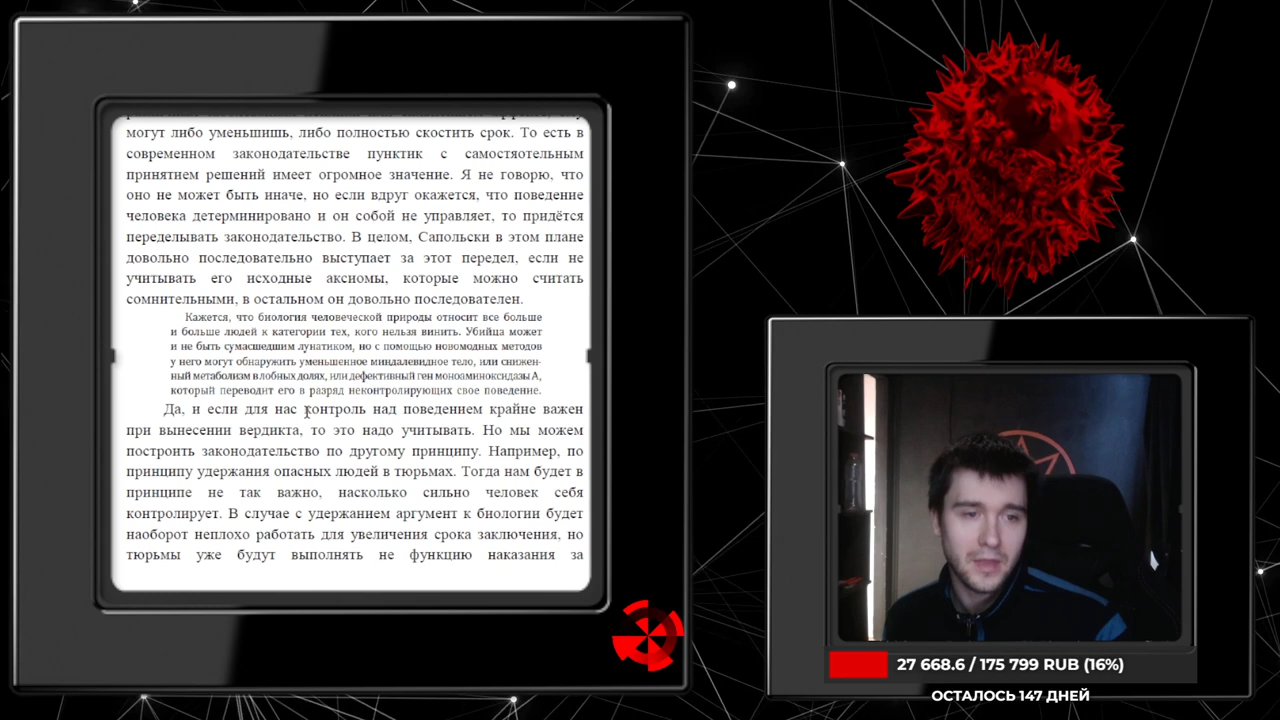 могут либо уменьшишь, либо полностью скостить срок. То есть в
современном законодательстве пунктик с самостяотельным
принятием решений имеет огромное значение. Я не говорю, что
оно не может быть иначе, но если вдруг окажется, что поведение
человека детерминировано и он собой не управляет, то придётся
переделывать законодательство. В целом, Сапольски в этом плане
довольно последовательно выступает за этот передел, если не
учитывать его исходные аксиомы, которые можно считать
сомнительными, в остальном он довольно последователен.
Кажется, что биология человеческой природы относит все больше
и больше людей к категории тех, кого нельзя винить. Убийца может
и не быть сумасшедшим лунатиком, но с помощью новомодных методов
у него могут обнаружить уменьшенное миндалевидное тело, или снижен-
ный метаболизм в лобных долях, или дефективный ген моноаминоксидазы А,
который переводит его в разряд неконтролирующих свое поведение.
Да, и если для нас контроль над поведением крайне важен
при вынесении вердикта, то это надо учитывать. Но мы можем
построить законодательство по другому принципу. Например, по
принципу удержания опасных людей в тюрьмах. Тогда нам будет в
принципе не так важно, насколько сильно человек себя
контролирует. В случае с удержанием аргумент к биологии будет
наоборот неплохо работать для увеличения срока заключения, но
тюрьмы уже будут выполнять не функцию наказания за
27 668.6 / 175 799 RUB (16%)
ОСТАЛОСЬ 147 ДНЕЙ